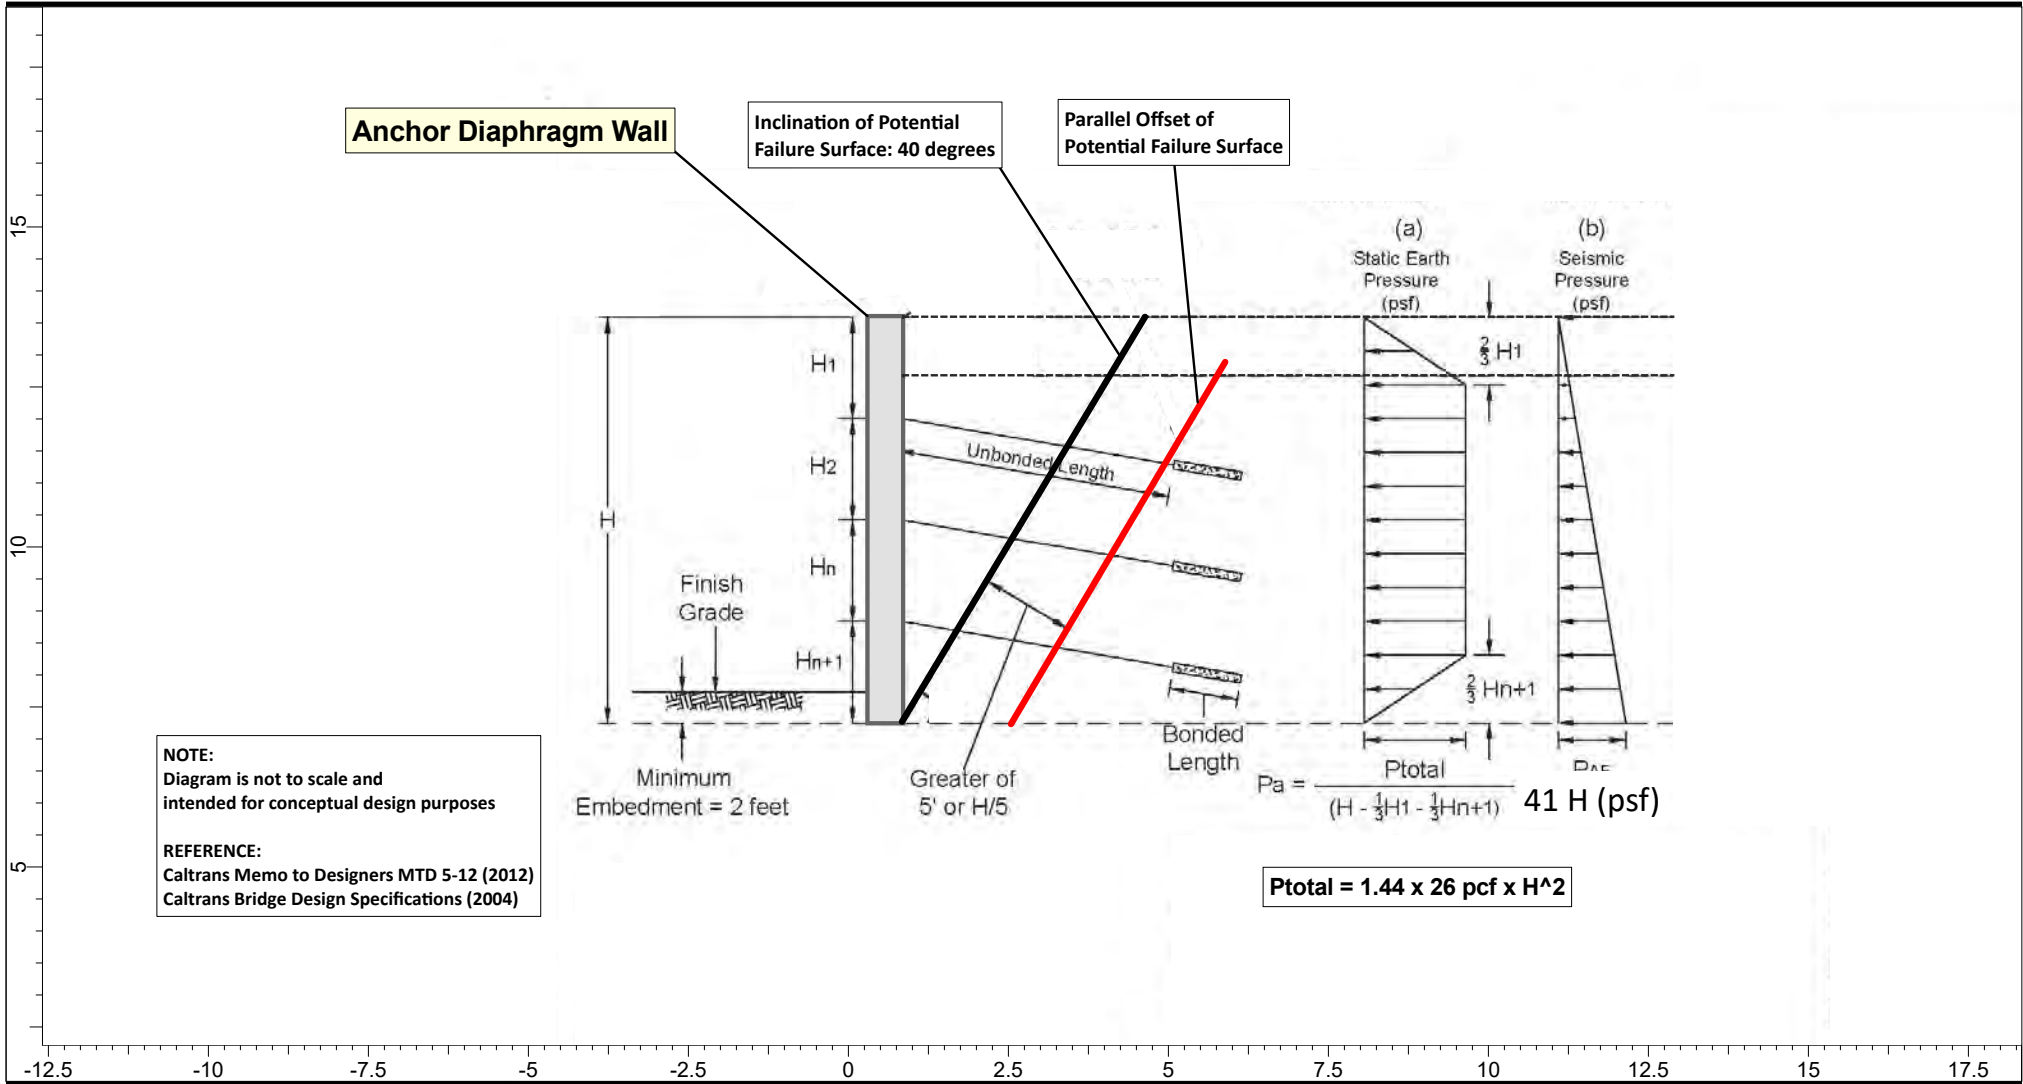 Anchor Diaphragm Wall
Inclination of Potential
Failure Surface: 40 degrees
Parallel Offset of
Potential Failure Surface
(a)
Static Earth
Pressure
(psf)
(b)
Seismic
Pressure
(psf)
H
H1
H2
Hn
Hn+1
Unbonded Length
2/3 H1
2/3 Hn+1
Finish
Grade
Minimum
Embedment = 2 feet
Greater of
5' or H/5
Bonded
Length
Pa = Ptotal / (H - 1/3H1 - 1/3Hn+1)
41 H (psf)
Ptotal = 1.44 x 26 pcf x H^2
NOTE:
Diagram is not to scale and
intended for conceptual design purposes
REFERENCE:
Caltrans Memo to Designers MTD 5-12 (2012)
Caltrans Bridge Design Specifications (2004)
15
10
5
-12.5 -10 -7.5 -5 -2.5 0 2.5 5 7.5 10 12.5 15 17.5